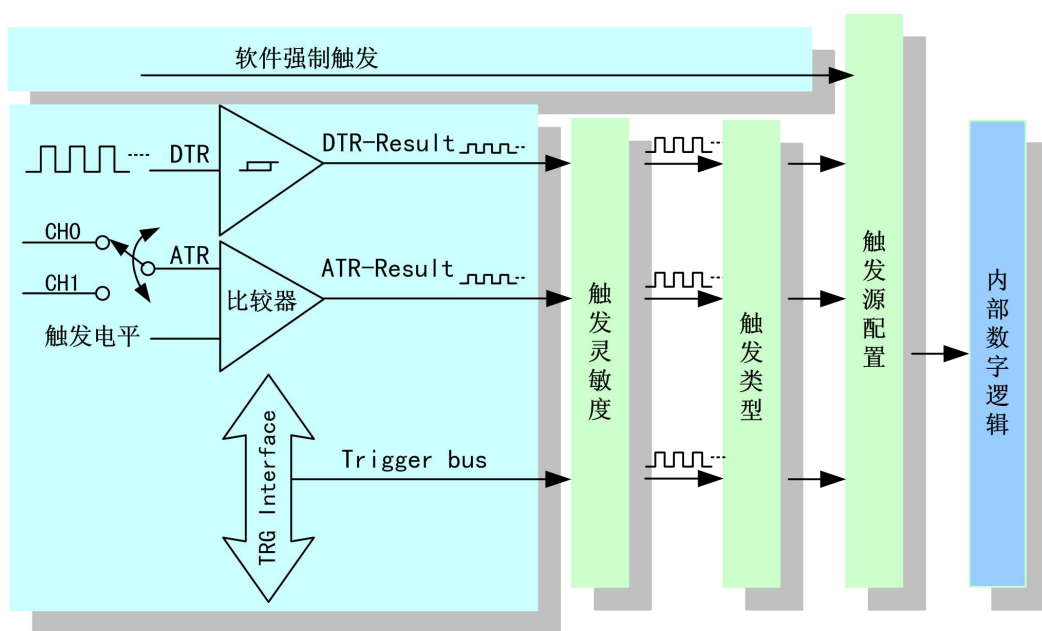 软件强制触发
DTR
DTR-Result
CH0
ATR
CH1
ATR-Result
比较器
触发电平
TRG Interface
Trigger bus
触发灵敏度
触发类型
触发源配置
内部数字逻辑